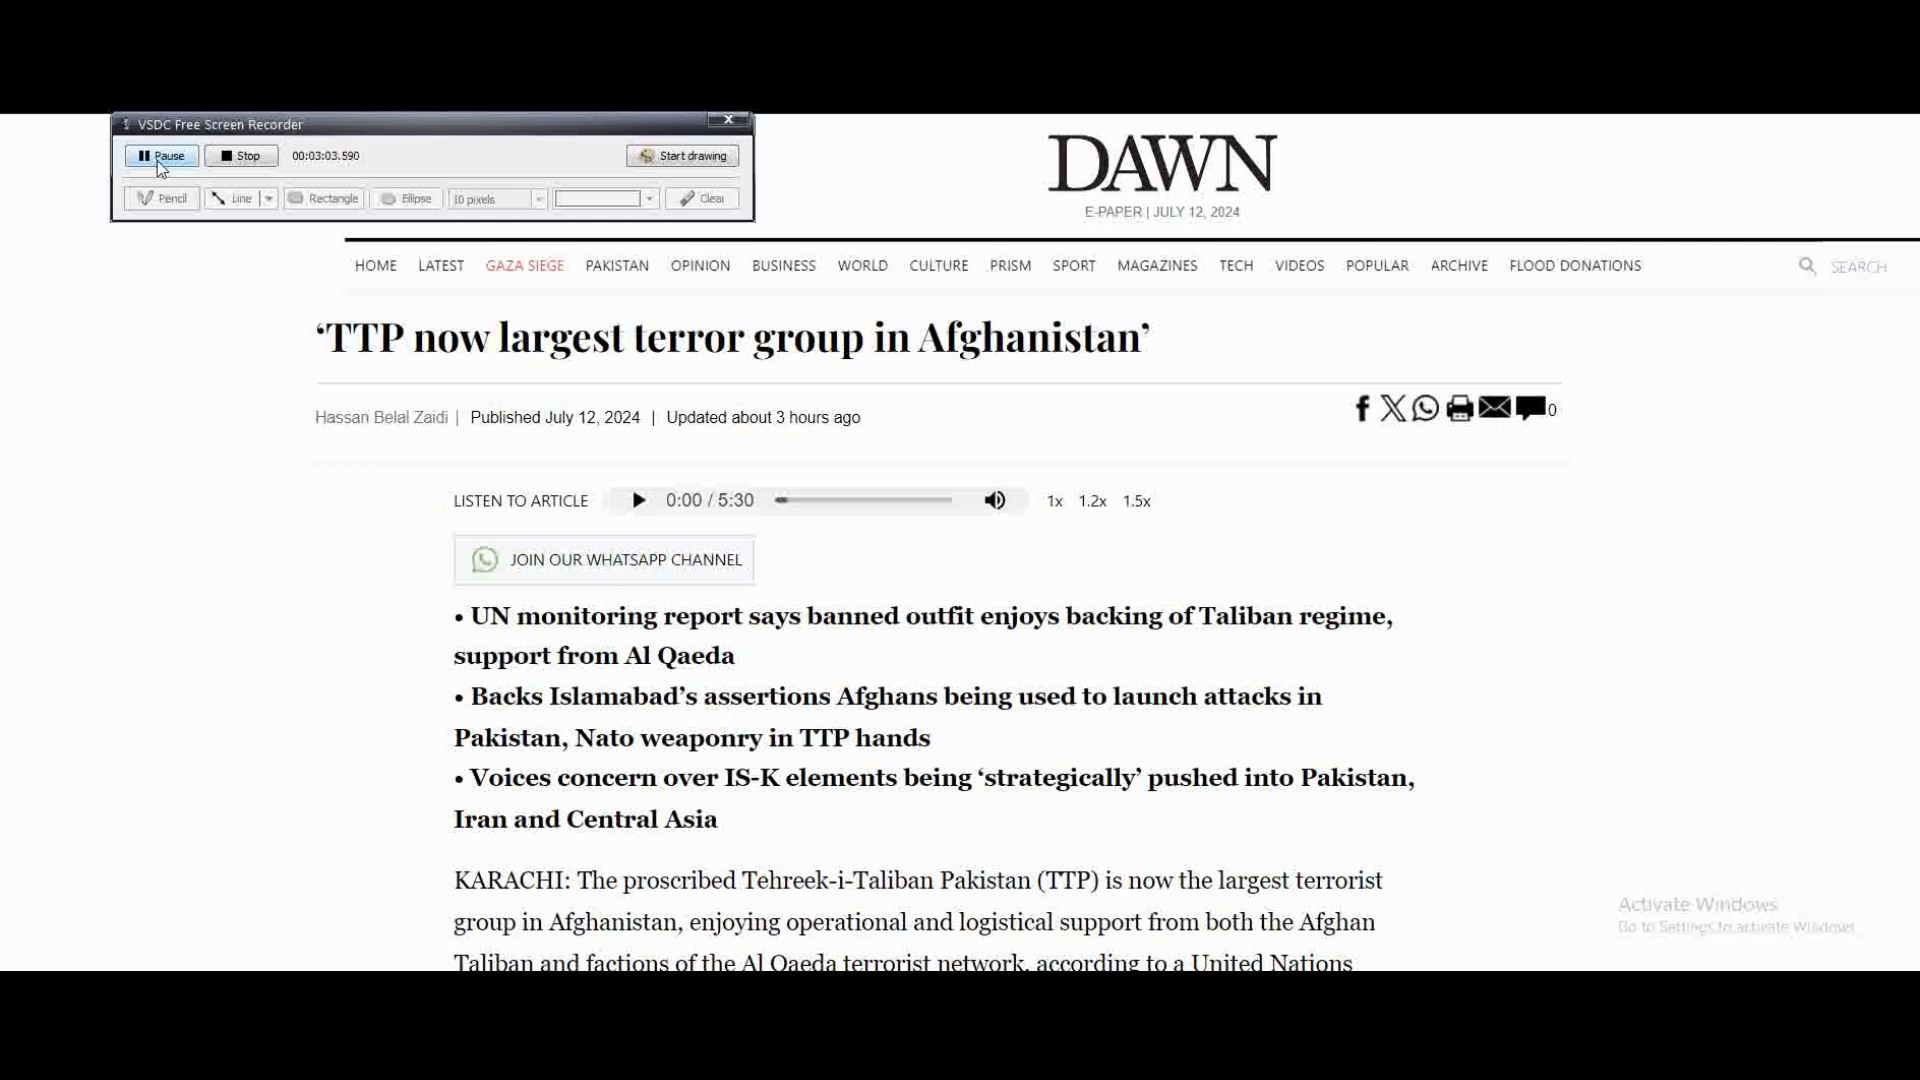 VSDC Free Screen Recorder
Pause Stop 00:03:03.590 Start drawing
Pencil Line Rectangle Ellipse 10 pixels Clear
DAWN
E-PAPER | JULY 12, 2024
HOME LATEST GAZA SIEGE PAKISTAN OPINION BUSINESS WORLD CULTURE PRISM SPORT MAGAZINES TECH VIDEOS POPULAR ARCHIVE FLOOD DONATIONS SEARCH
‘TTP now largest terror group in Afghanistan’
Hassan Belal Zaidi | Published July 12, 2024 | Updated about 3 hours ago
0
LISTEN TO ARTICLE 0:00 / 5:30 1x 1.2x 1.5x
JOIN OUR WHATSAPP CHANNEL
• UN monitoring report says banned outfit enjoys backing of Taliban regime,
support from Al Qaeda
• Backs Islamabad’s assertions Afghans being used to launch attacks in
Pakistan, Nato weaponry in TTP hands
• Voices concern over IS-K elements being ‘strategically’ pushed into Pakistan,
Iran and Central Asia
KARACHI: The proscribed Tehreek-i-Taliban Pakistan (TTP) is now the largest terrorist
group in Afghanistan, enjoying operational and logistical support from both the Afghan
Taliban and factions of the Al Qaeda terrorist network, according to a United Nations
Activate Windows
Go to Settings to activate Windows.